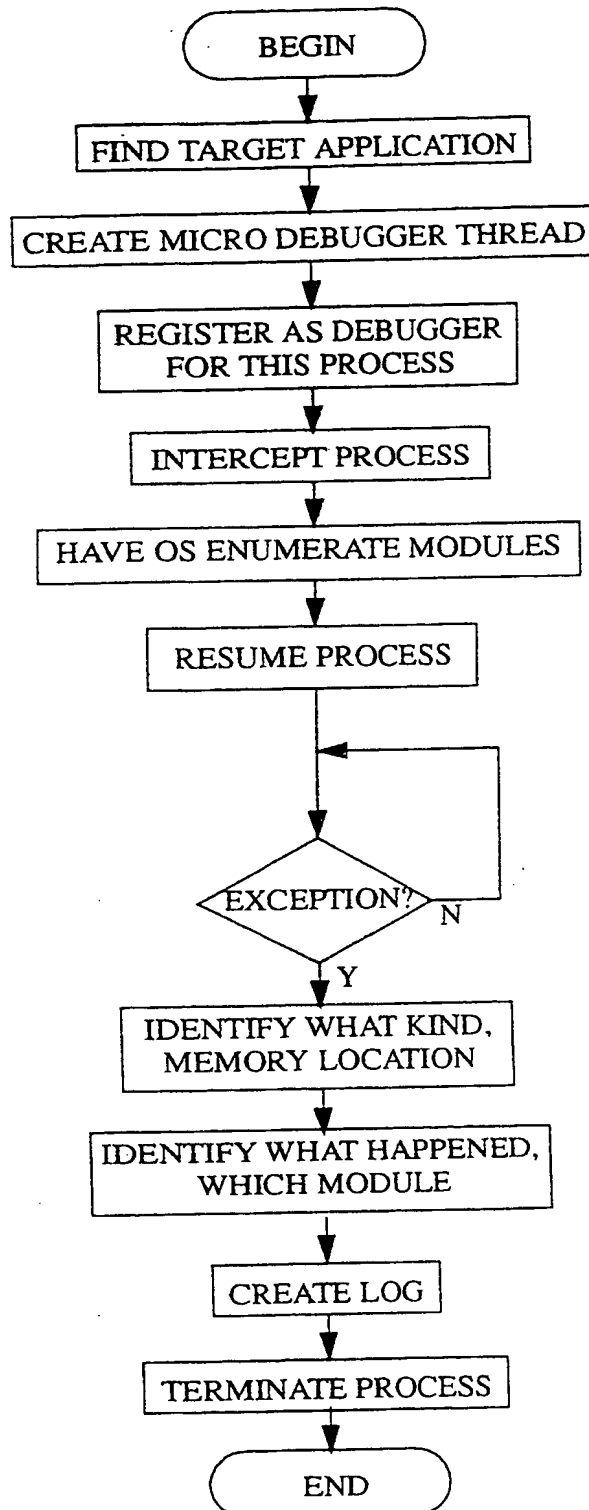 BEGIN
FIND TARGET APPLICATION
CREATE MICRO DEBUGGER THREAD
REGISTER AS DEBUGGER
FOR THIS PROCESS
INTERCEPT PROCESS
HAVE OS ENUMERATE MODULES
RESUME PROCESS
EXCEPTION?
N
Y
IDENTIFY WHAT KIND,
MEMORY LOCATION
IDENTIFY WHAT HAPPENED,
WHICH MODULE
CREATE LOG
TERMINATE PROCESS
END